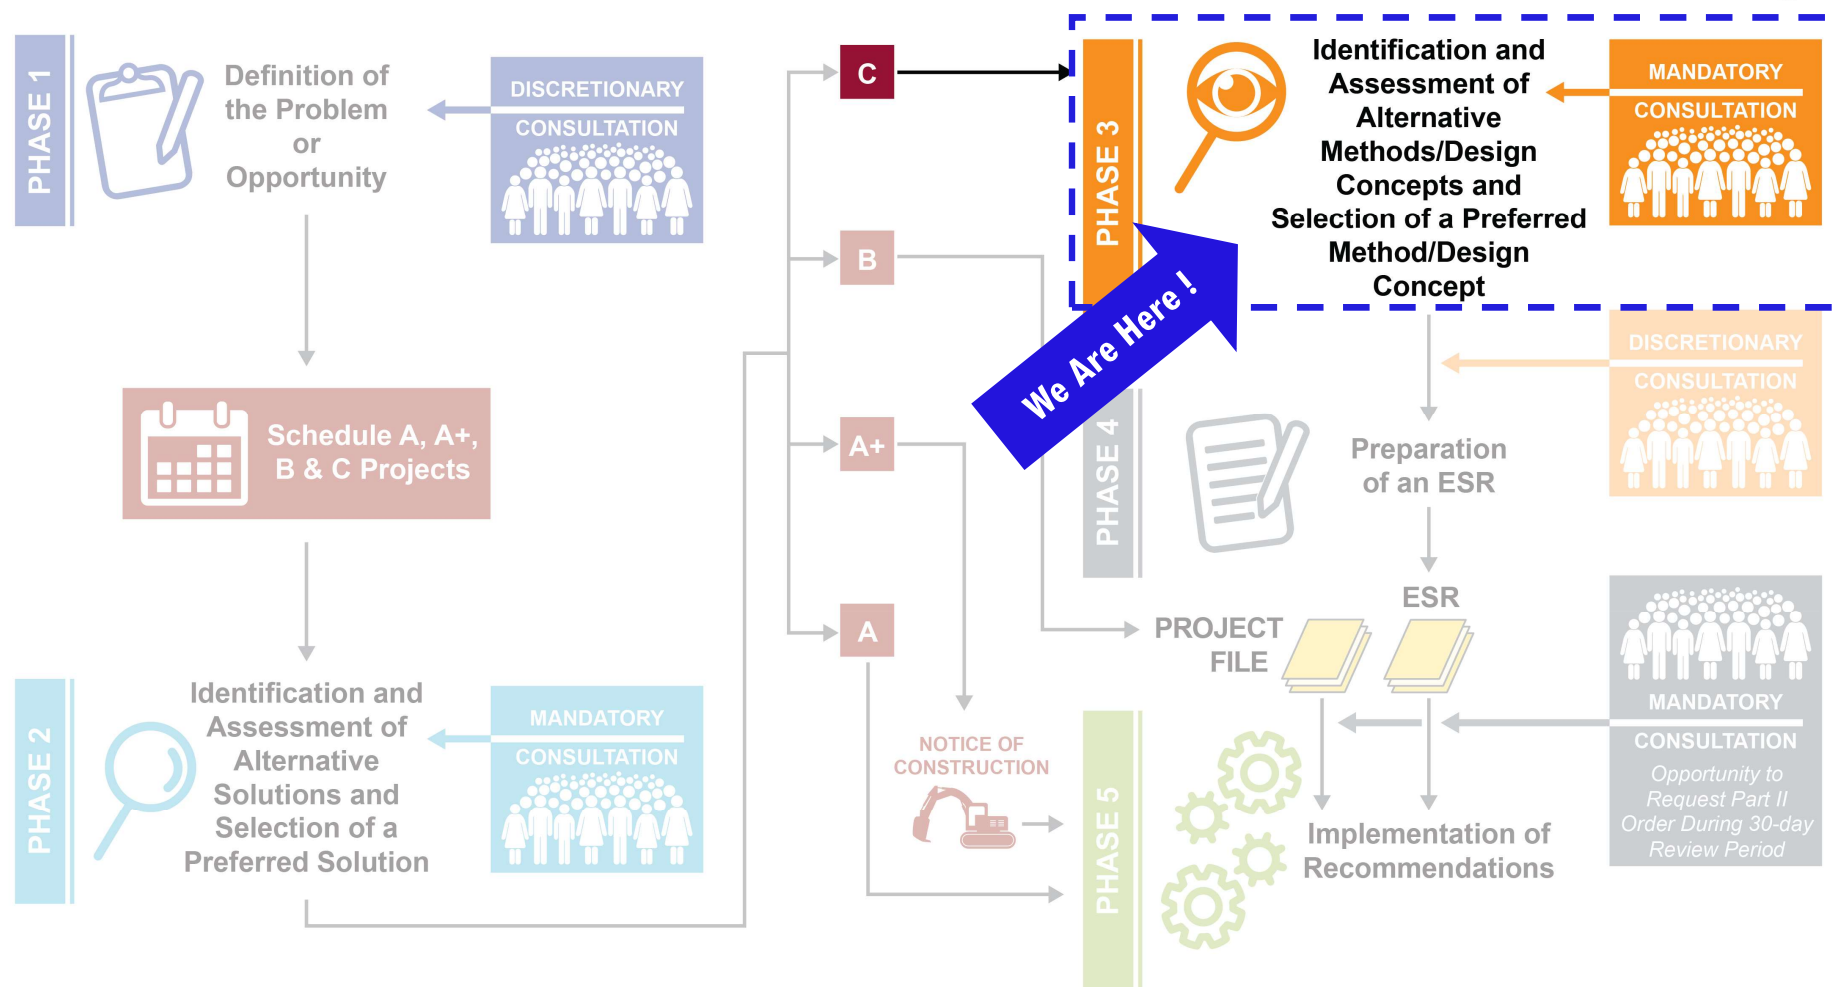 PHASE 1
Definition of
the Problem
or
Opportunity
DISCRETIONARY
CONSULTATION
Schedule A, A+,
B & C Projects
PHASE 2
Identification and
Assessment of
Alternative
Solutions and
Selection of a
Preferred Solution
MANDATORY
CONSULTATION
C
B
A+
A
NOTICE OF
CONSTRUCTION
PHASE 3
Identification and
Assessment of
Alternative
Methods/Design
Concepts and
Selection of a Preferred
Method/Design
Concept
MANDATORY
CONSULTATION
We Are Here !
DISCRETIONARY
CONSULTATION
PHASE 4
Preparation
of an ESR
ESR
PROJECT
FILE
MANDATORY
CONSULTATION
Opportunity to
Request Part II
Order During 30-day
Review Period
PHASE 5
Implementation of
Recommendations